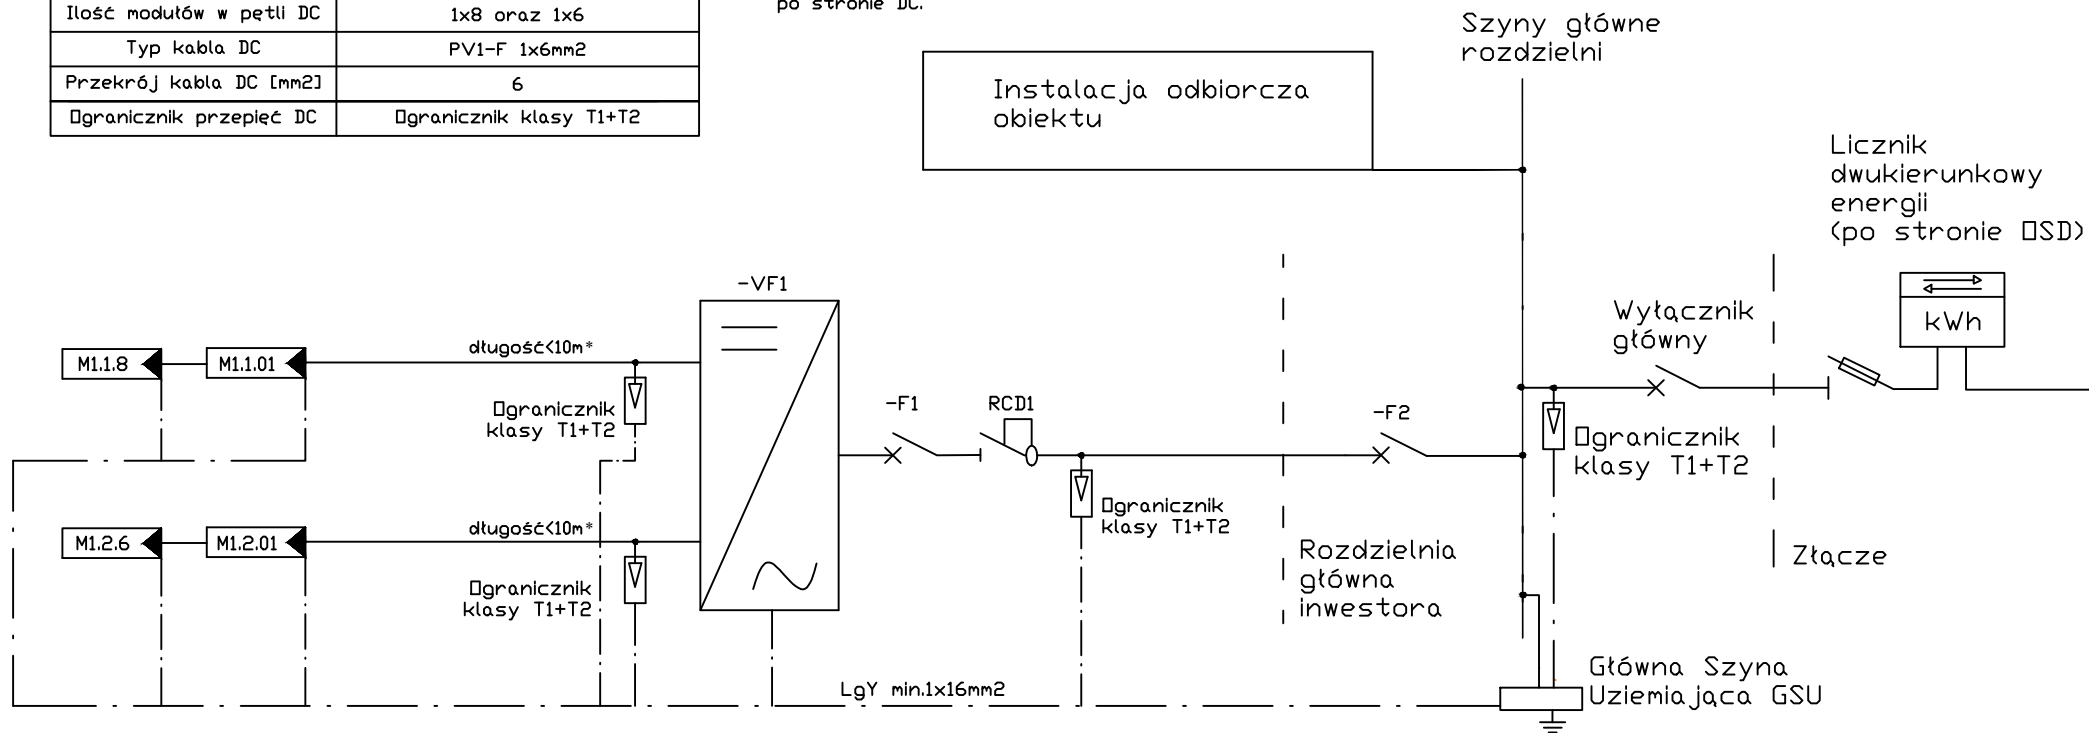 Ilość modułów w pętli DC 1x8 oraz 1x6
Typ kabla DC PV1-F 1x6mm2
Przekrój kabla DC [mm2] 6
Ogranicznik przepięć DC Ogranicznik klasy T1+T2
po stronie DC.
Szyny główne
rozdzielni
Instalacja odbiorcza
obiektu
Licznik
dwukierunkowy
energii
(po stronie OSD)
kWh
Wyłącznik
główny
-VF1
M1.1.8
M1.1.01
długość<10m*
Ogranicznik
klasy T1+T2
-F1
RCD1
-F2
Ogranicznik
klasy T1+T2
Ogranicznik
klasy T1+T2
M1.2.6
M1.2.01
długość<10m*
Ogranicznik
klasy T1+T2
Rozdzielnia
główna
inwestora
Złącze
LgY min.1x16mm2
Główna Szyna
Uziemiająca GSU